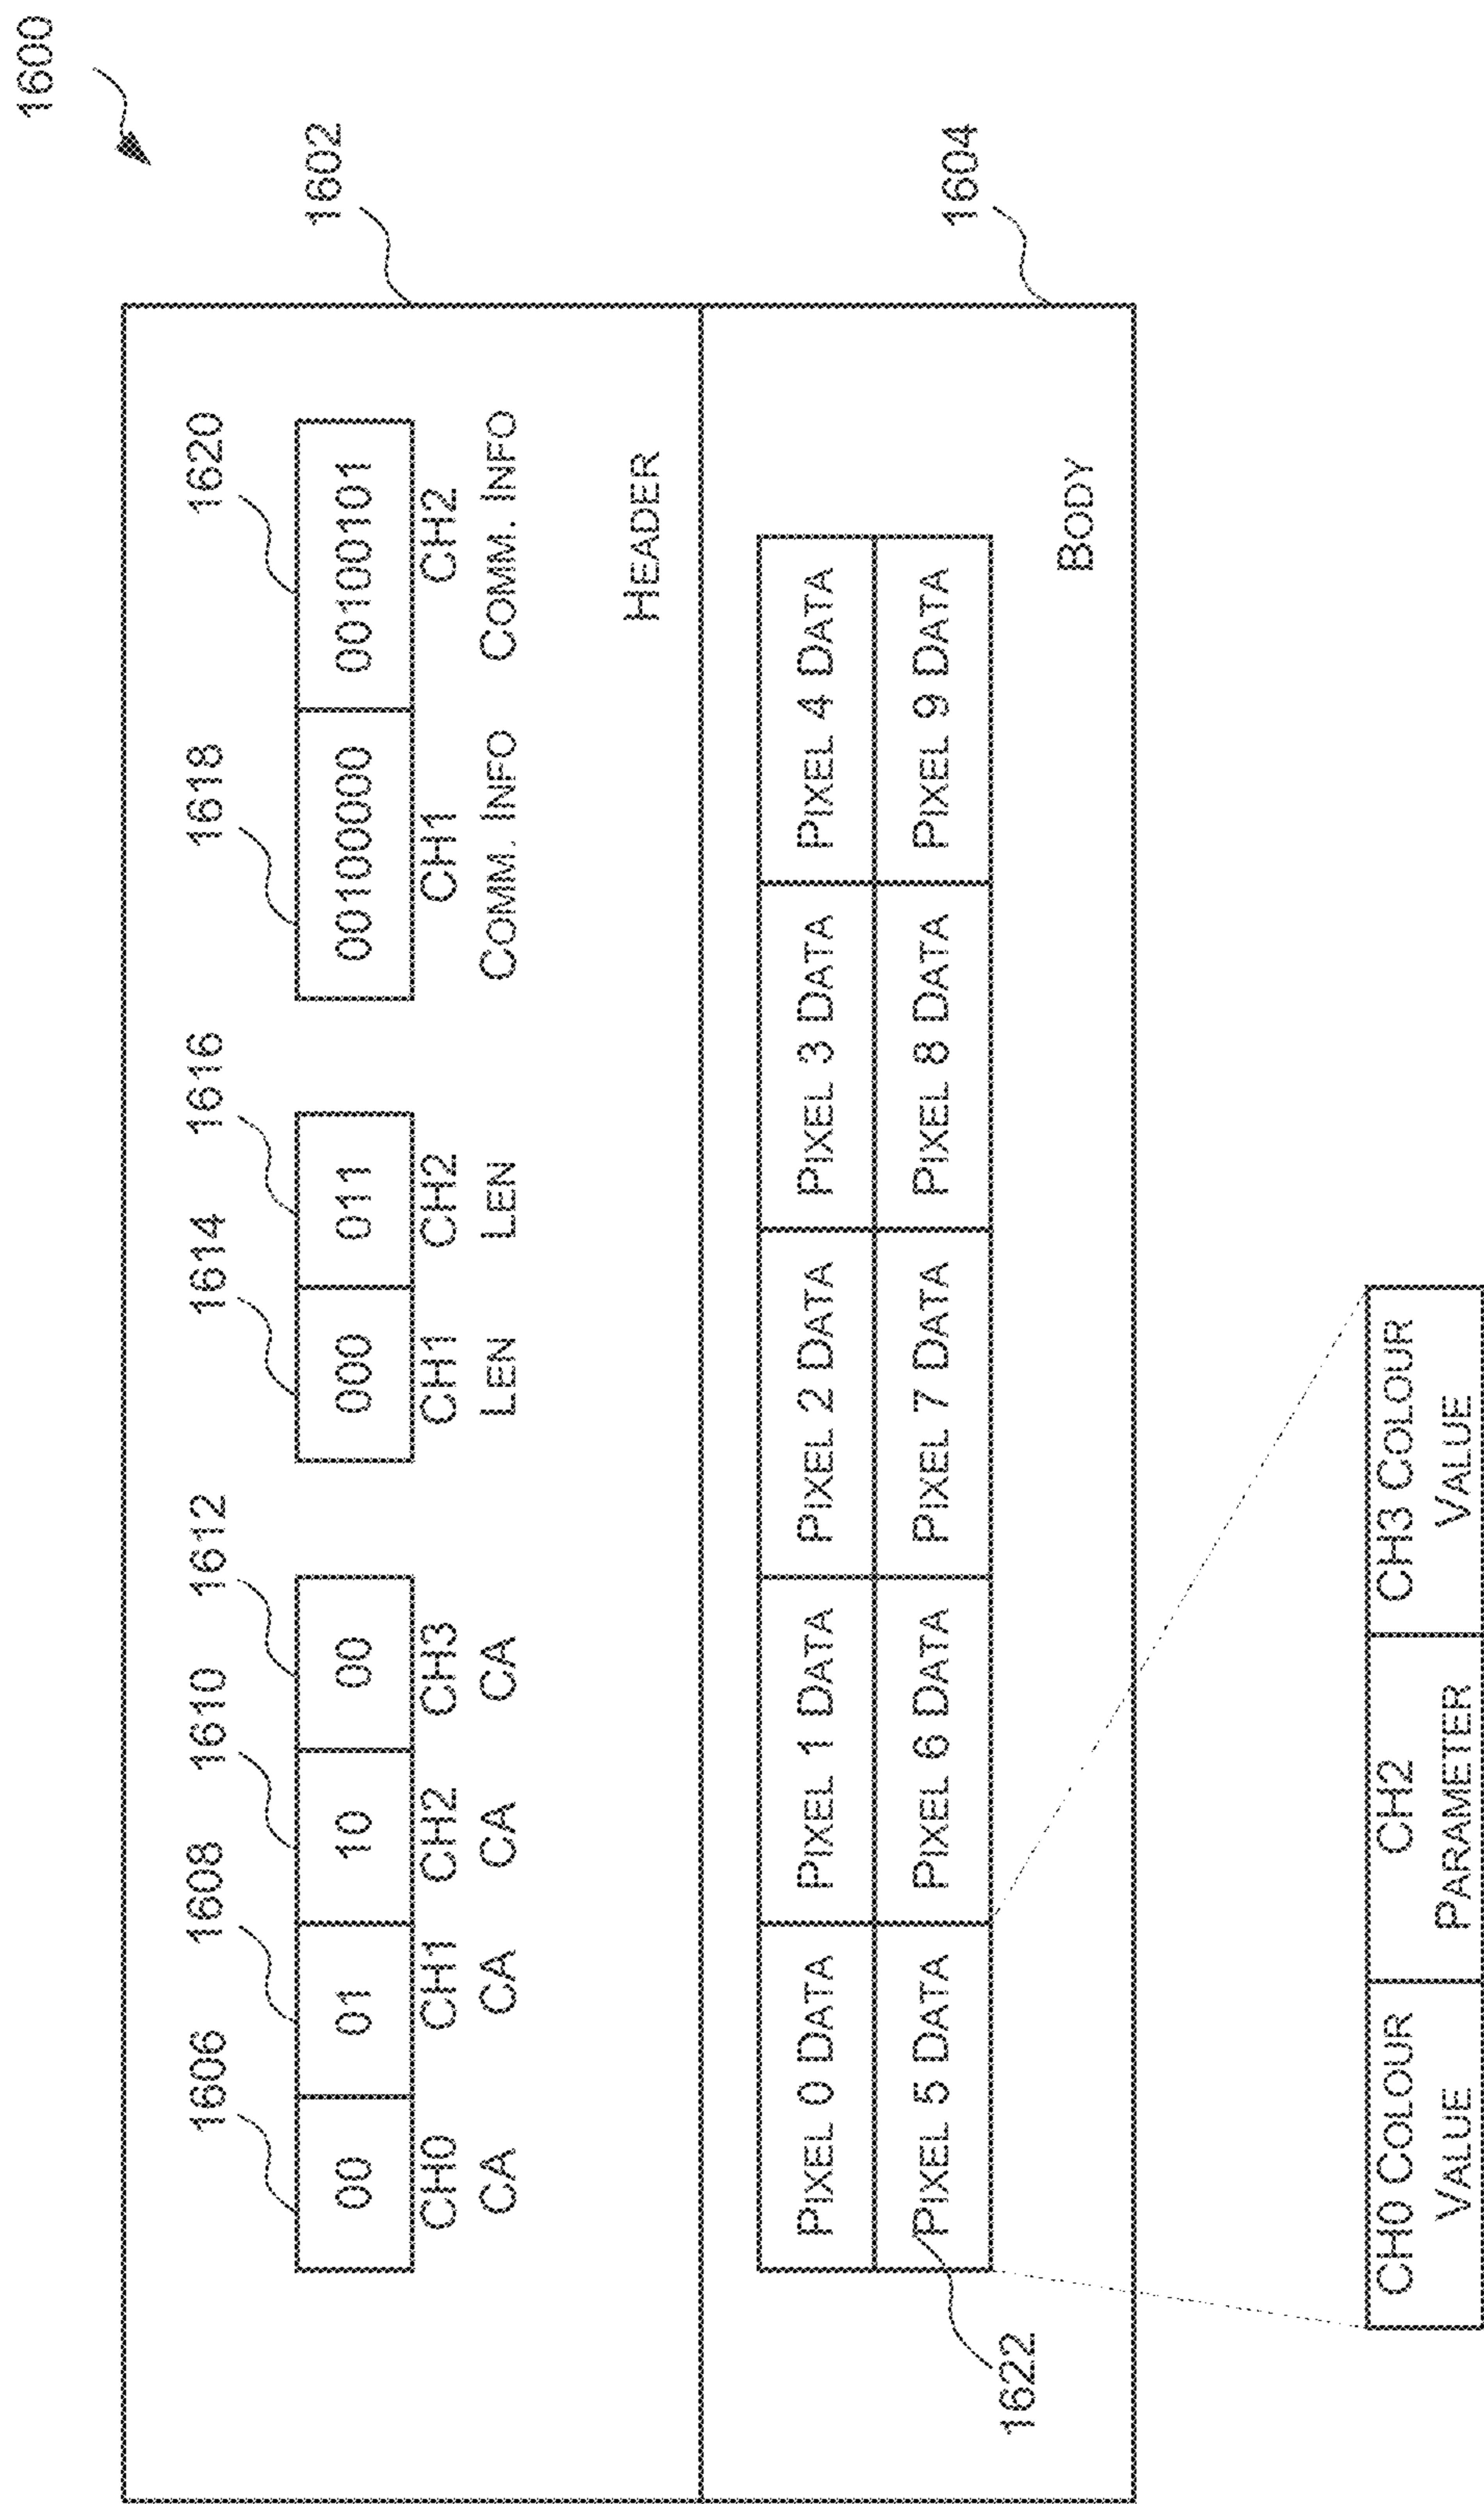 1600
1602
1606 1608 1610 1612 1614 1616 1618 1620
00 01 10 00 000 011 00100000 00100101
CH0 CH1 CH2 CH3 CH1 CH2 CH1 CH2
CA CA CA CA LEN LEN COMM. INFO COMM. INFO
HEADER
PIXEL 0 DATA PIXEL 1 DATA PIXEL 2 DATA PIXEL 3 DATA PIXEL 4 DATA
PIXEL 5 DATA PIXEL 6 DATA PIXEL 7 DATA PIXEL 8 DATA PIXEL 9 DATA
1604
1622
BODY
CH0 COLOUR CH2 CH3 COLOUR
VALUE PARAMETER VALUE